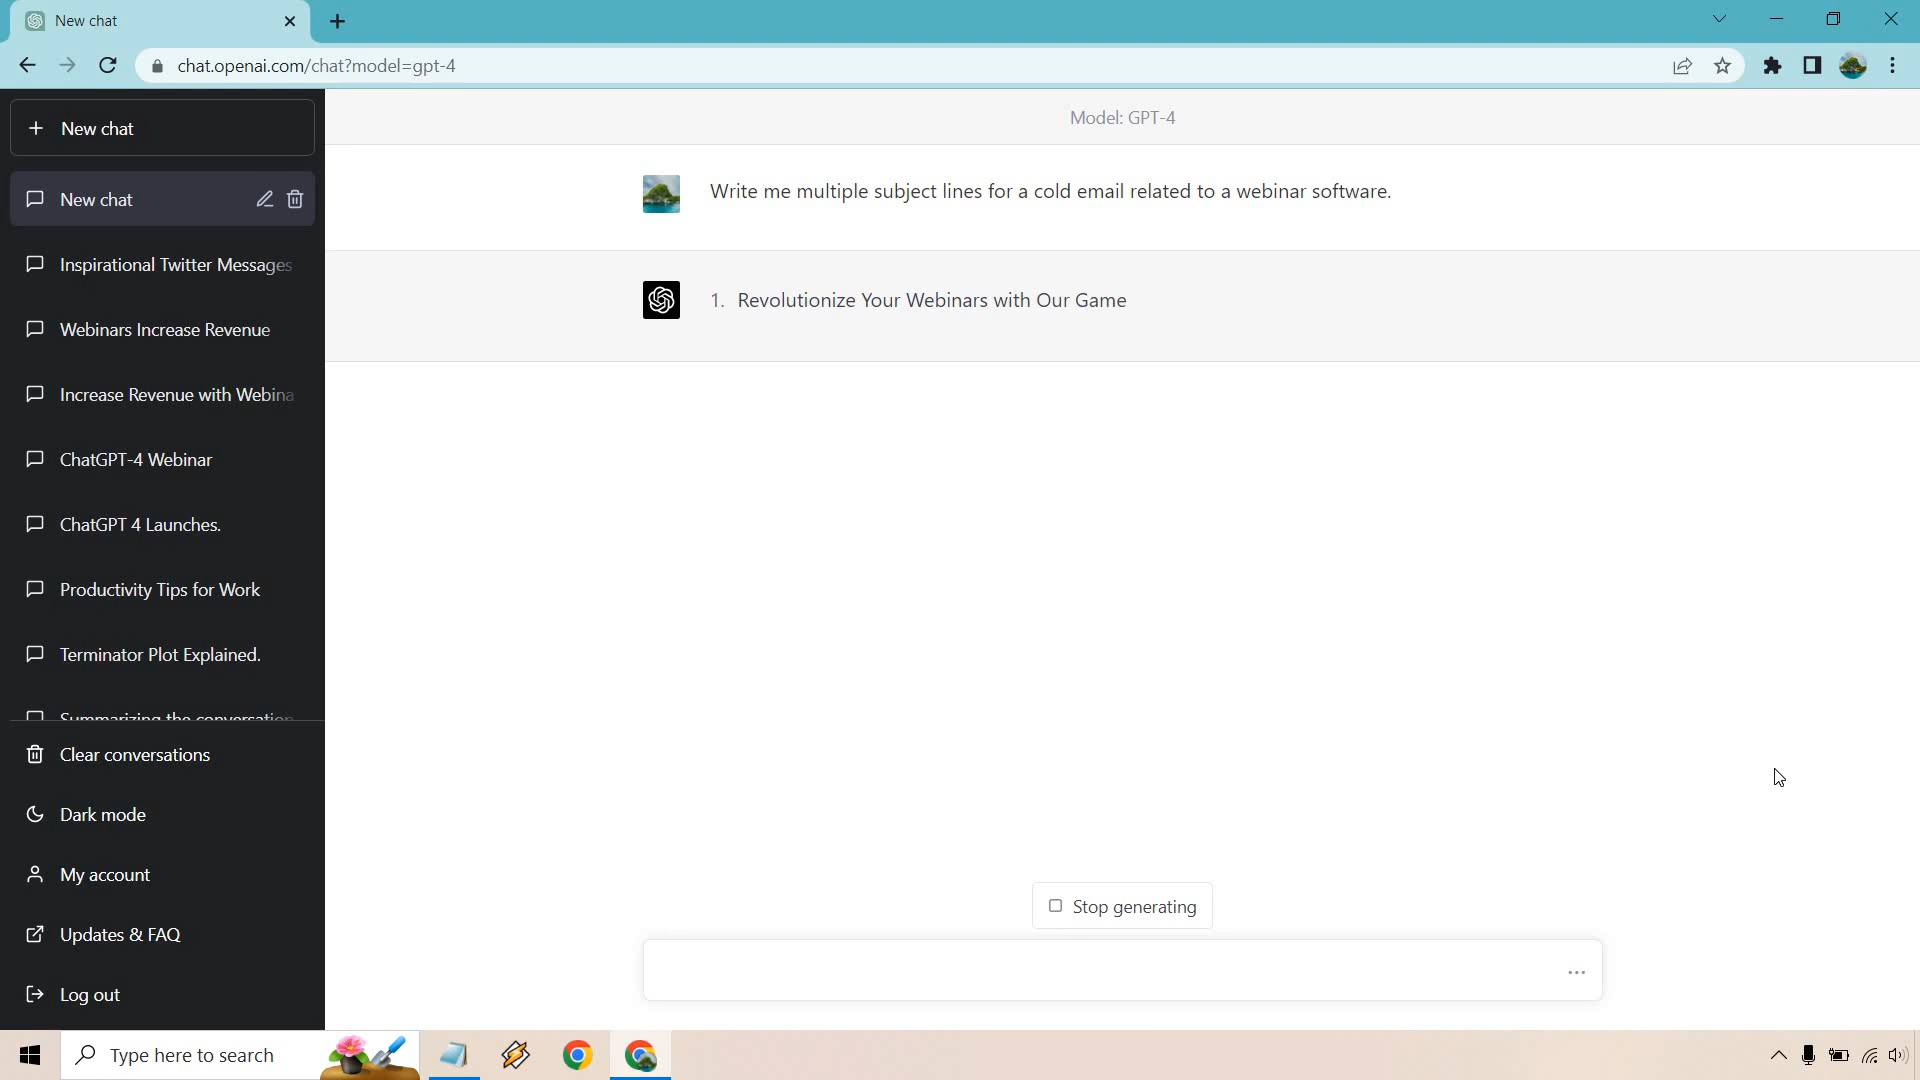 New chat
chat.openai.com/chat?model=gpt-4
New chat
New chat
Inspirational Twitter Messages
Webinars Increase Revenue
Increase Revenue with Webina
ChatGPT-4 Webinar
ChatGPT 4 Launches.
Productivity Tips for Work
Terminator Plot Explained.
Summarizing the conversation
Clear conversations
Dark mode
My account
Updates & FAQ
Log out
Model: GPT-4
Write me multiple subject lines for a cold email related to a webinar software.
1. Revolutionize Your Webinars with Our Game
Stop generating
Type here to search